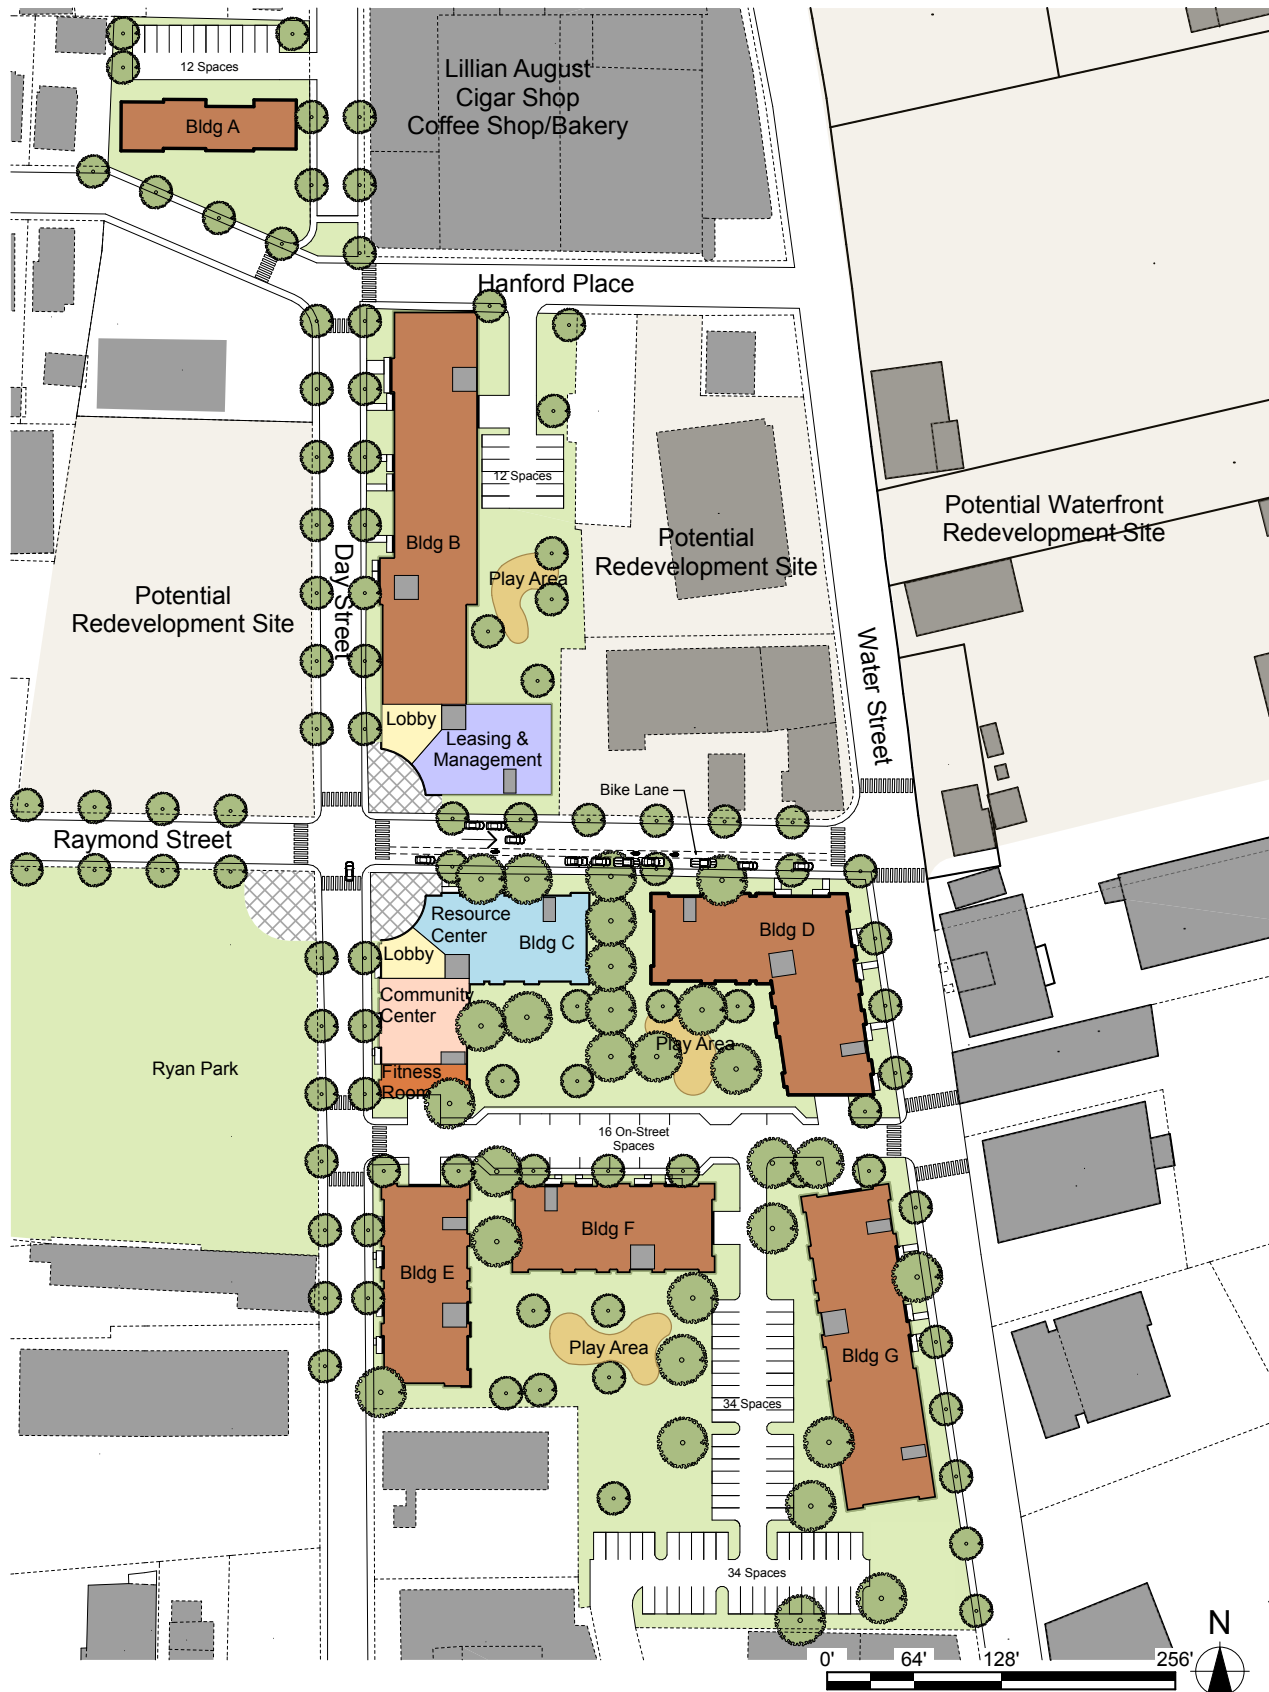 12 Spaces
Bldg A
Lillian August
Cigar Shop
Coffee Shop/Bakery
Hanford Place
12 Spaces
Bldg B
Day Street
Play Area
Potential
Redevelopment Site
Potential
Redevelopment Site
Potential Waterfront
Redevelopment Site
Water Street
Lobby
Leasing &
Management
Bike Lane
Raymond Street
Resource
Center
Bldg C
Bldg D
Lobby
Community
Center
Play Area
Ryan Park
Fitness
Room
16 On-Street
Spaces
Bldg F
Bldg E
Play Area
Bldg G
34 Spaces
34 Spaces
N
0' 64' 128' 256'